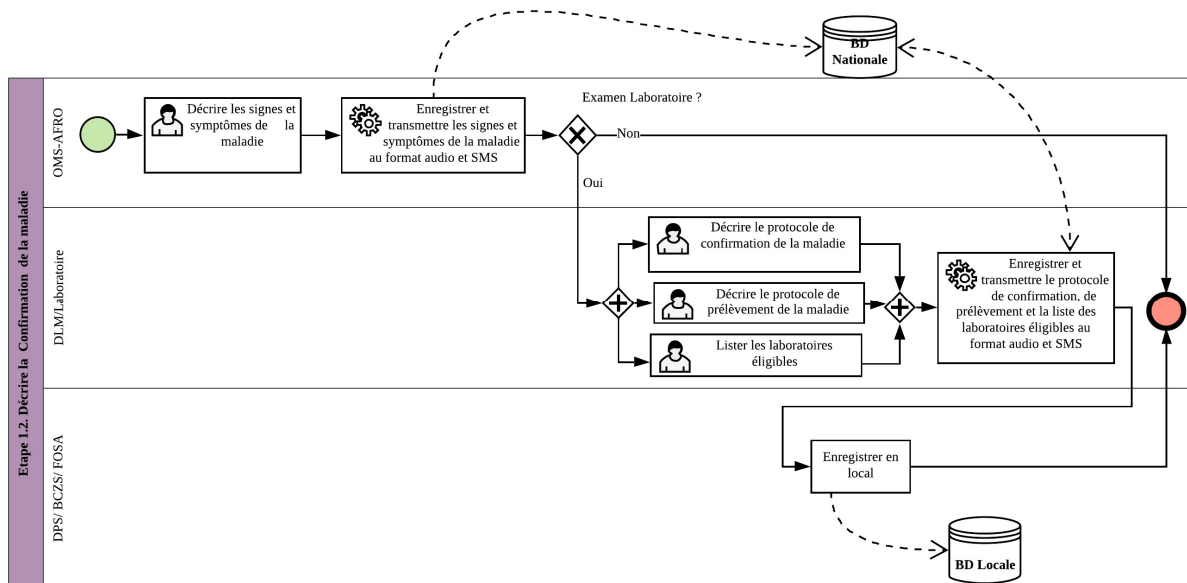 BD
Nationale
Etape 1.2. Décrire la Confirmation de la maladie
OMS-AFRO
Décrire les signes et
symptômes de la
maladie
Enregistrer et
transmettre les signes et
symptômes de la maladie
au format audio et SMS
Examen Laboratoire ?
Non
Oui
DLM/Laboratoire
Décrire le protocole de
confirmation de la maladie
Décrire le protocole de
prélèvement de la maladie
Lister les laboratoires
éligibles
Enregistrer et
transmettre le protocole
de confirmation, de
prélèvement et la liste des
laboratoires éligibles au
format audio et SMS
DPS/ BCZS/ FOSA
Enregistrer en
local
BD Locale